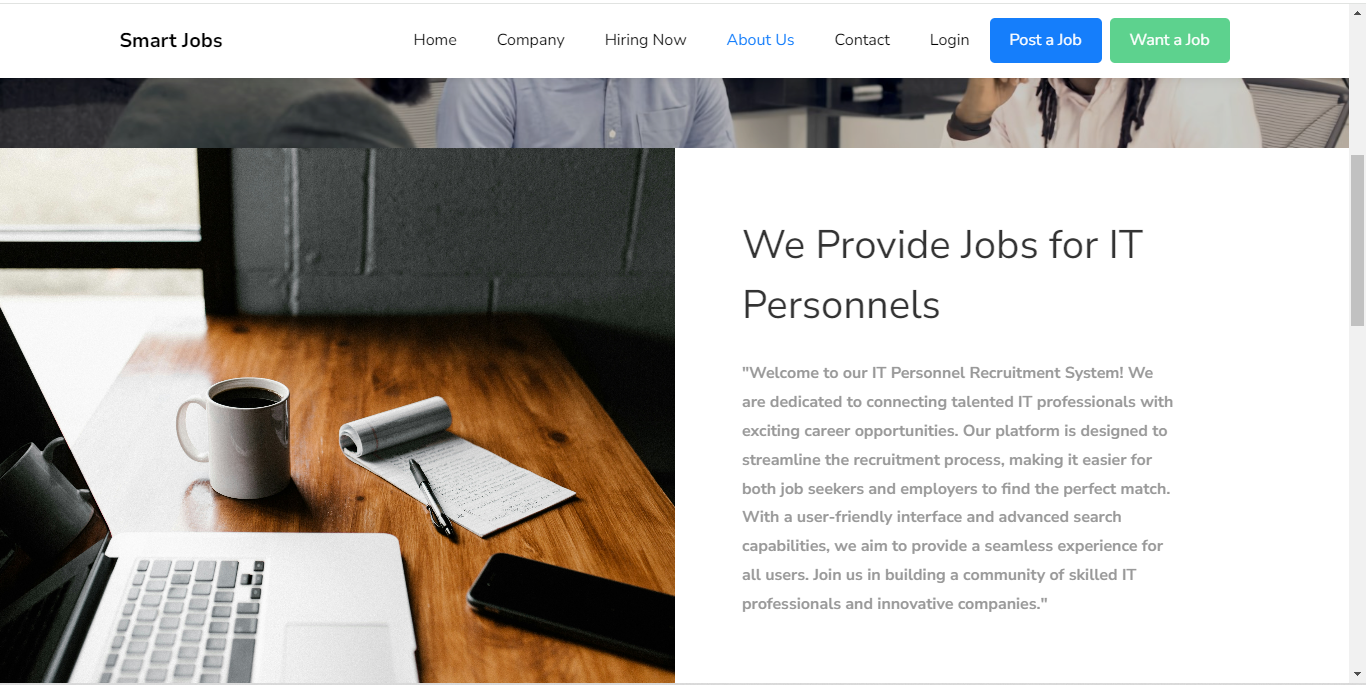 Smart Jobs
Home Company Hiring Now About Us Contact Login Post a Job Want a Job
We Provide Jobs for IT
Personnels
"Welcome to our IT Personnel Recruitment System! We
are dedicated to connecting talented IT professionals with
exciting career opportunities. Our platform is designed to
streamline the recruitment process, making it easier for
both job seekers and employers to find the perfect match.
With a user-friendly interface and advanced search
capabilities, we aim to provide a seamless experience for
all users. Join us in building a community of skilled IT
professionals and innovative companies."